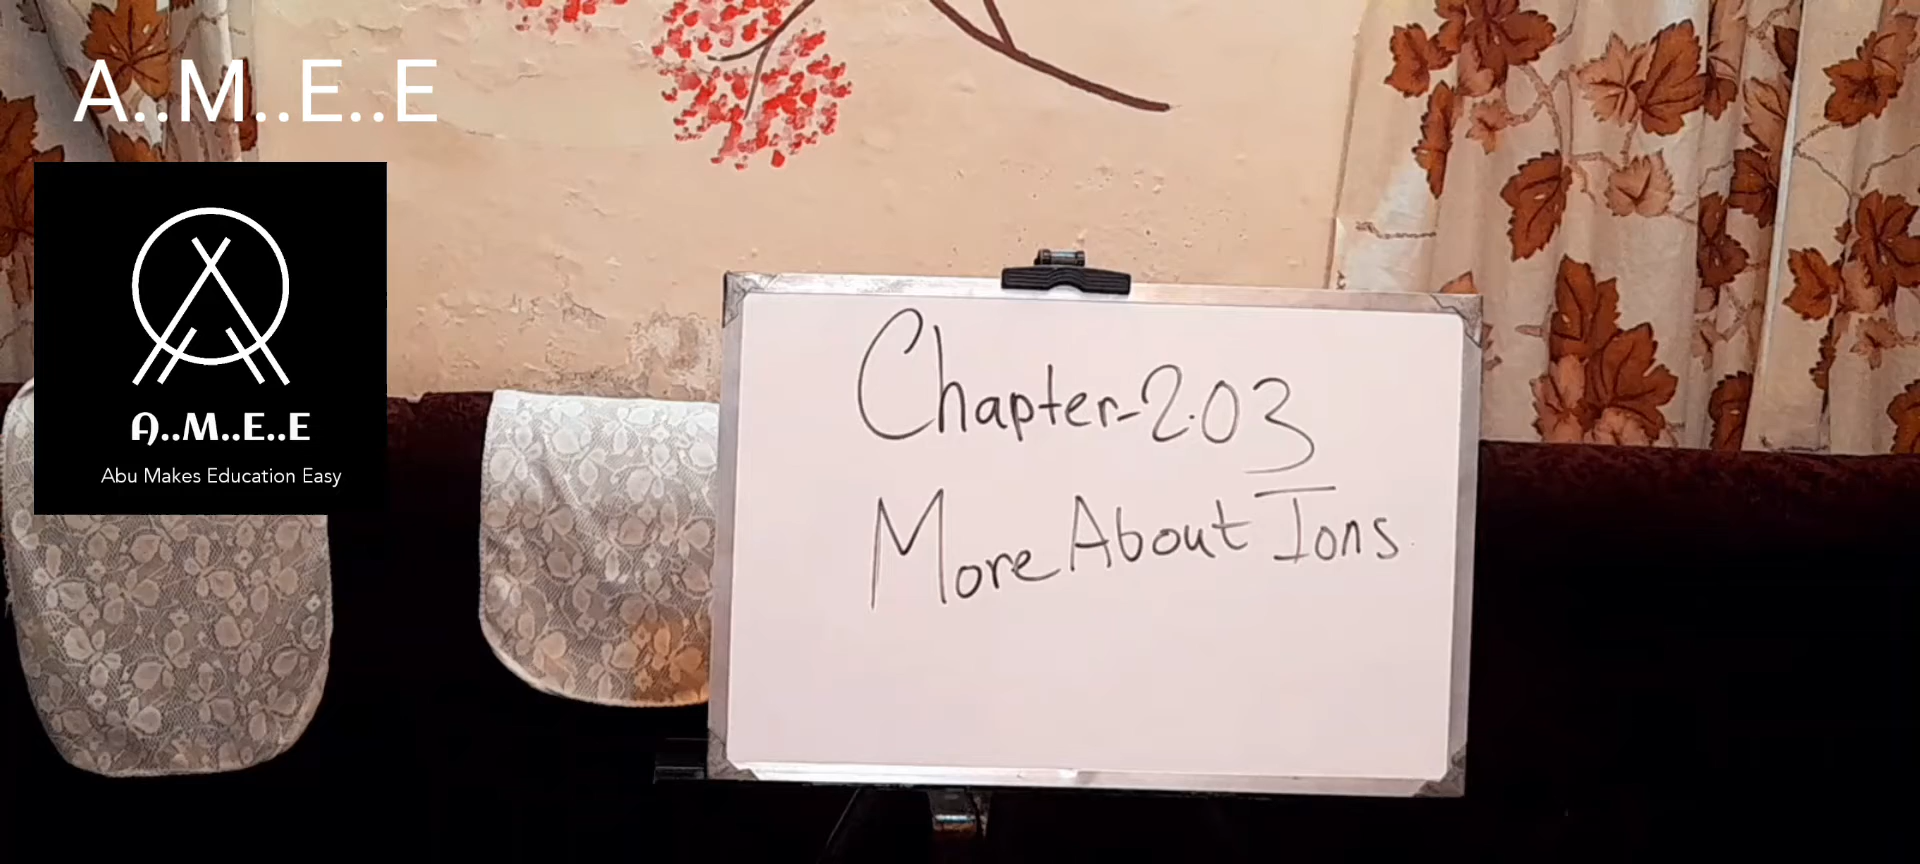 A..M..E..E
A..M..E..E
Abu Makes Education Easy
Chapter-2.03
More About Ions